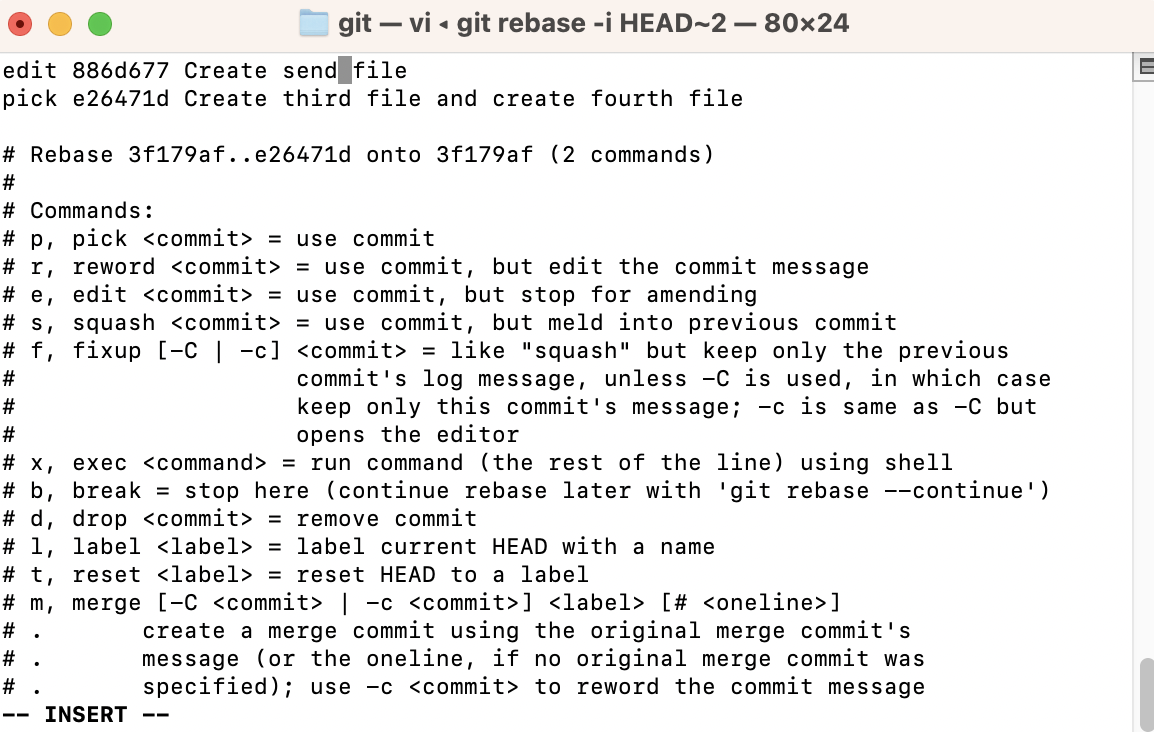 git — vi ◂ git rebase -i HEAD~2 — 80×24
edit 886d677 Create send file
pick e26471d Create third file and create fourth file
# Rebase 3f179af..e26471d onto 3f179af (2 commands)
#
# Commands:
# p, pick <commit> = use commit
# r, reword <commit> = use commit, but edit the commit message
# e, edit <commit> = use commit, but stop for amending
# s, squash <commit> = use commit, but meld into previous commit
# f, fixup [-C | -c] <commit> = like "squash" but keep only the previous
#                    commit's log message, unless -C is used, in which case
#                    keep only this commit's message; -c is same as -C but
#                    opens the editor
# x, exec <command> = run command (the rest of the line) using shell
# b, break = stop here (continue rebase later with 'git rebase --continue')
# d, drop <commit> = remove commit
# l, label <label> = label current HEAD with a name
# t, reset <label> = reset HEAD to a label
# m, merge [-C <commit> | -c <commit>] <label> [# <oneline>]
# .       create a merge commit using the original merge commit's
# .       message (or the oneline, if no original merge commit was
# .       specified); use -c <commit> to reword the commit message
-- INSERT --